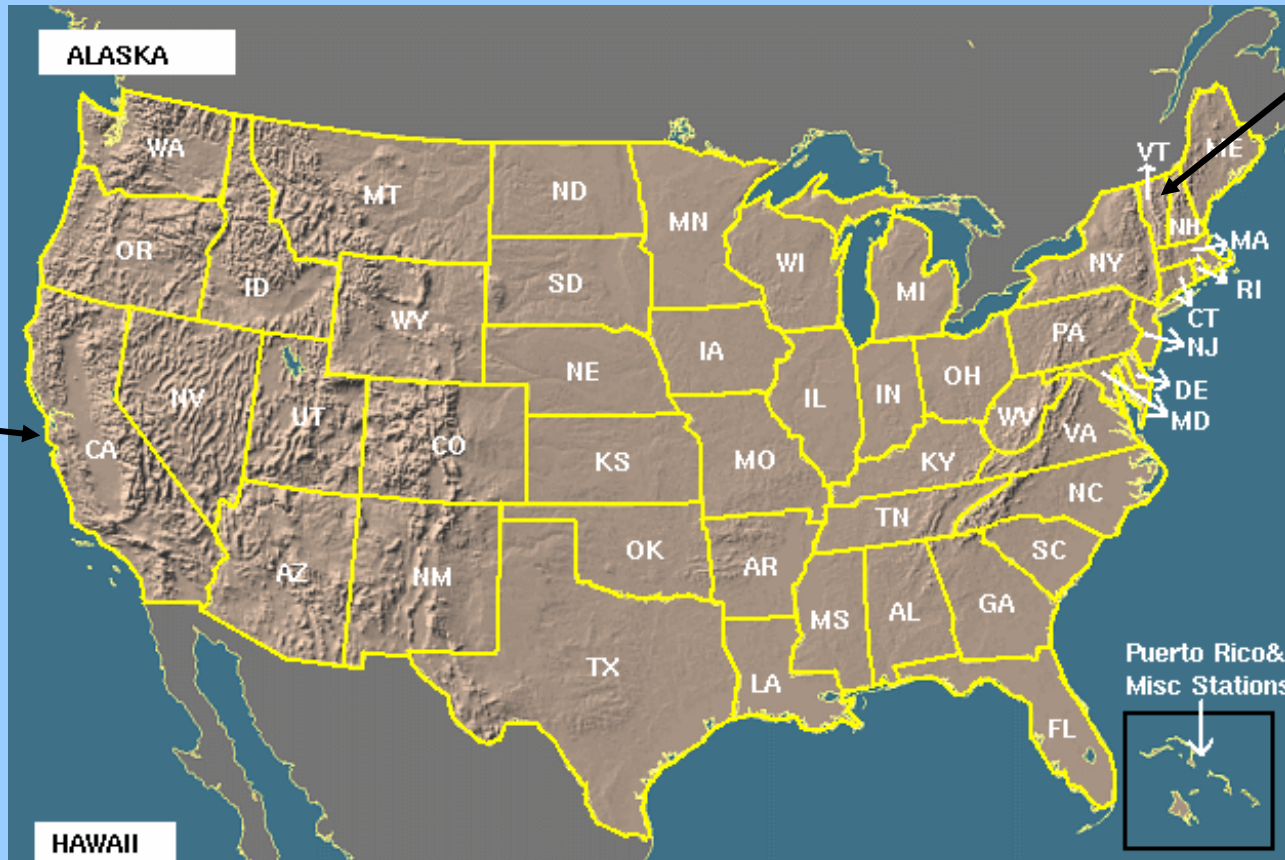 ALASKA
WA
MT
ND
MN
VT
ME
OR
ID
WY
SD
WI
MI
NY
NH
MA
RI
CT
NJ
PA
IA
NE
NV
UT
CO
CA
IL
IN
OH
DE
MD
WV
VA
KS
MO
KY
NC
TN
SC
OK
AR
AZ
NM
MS
AL
GA
TX
LA
FL
Puerto Rico&
Misc Stations
HAWAII